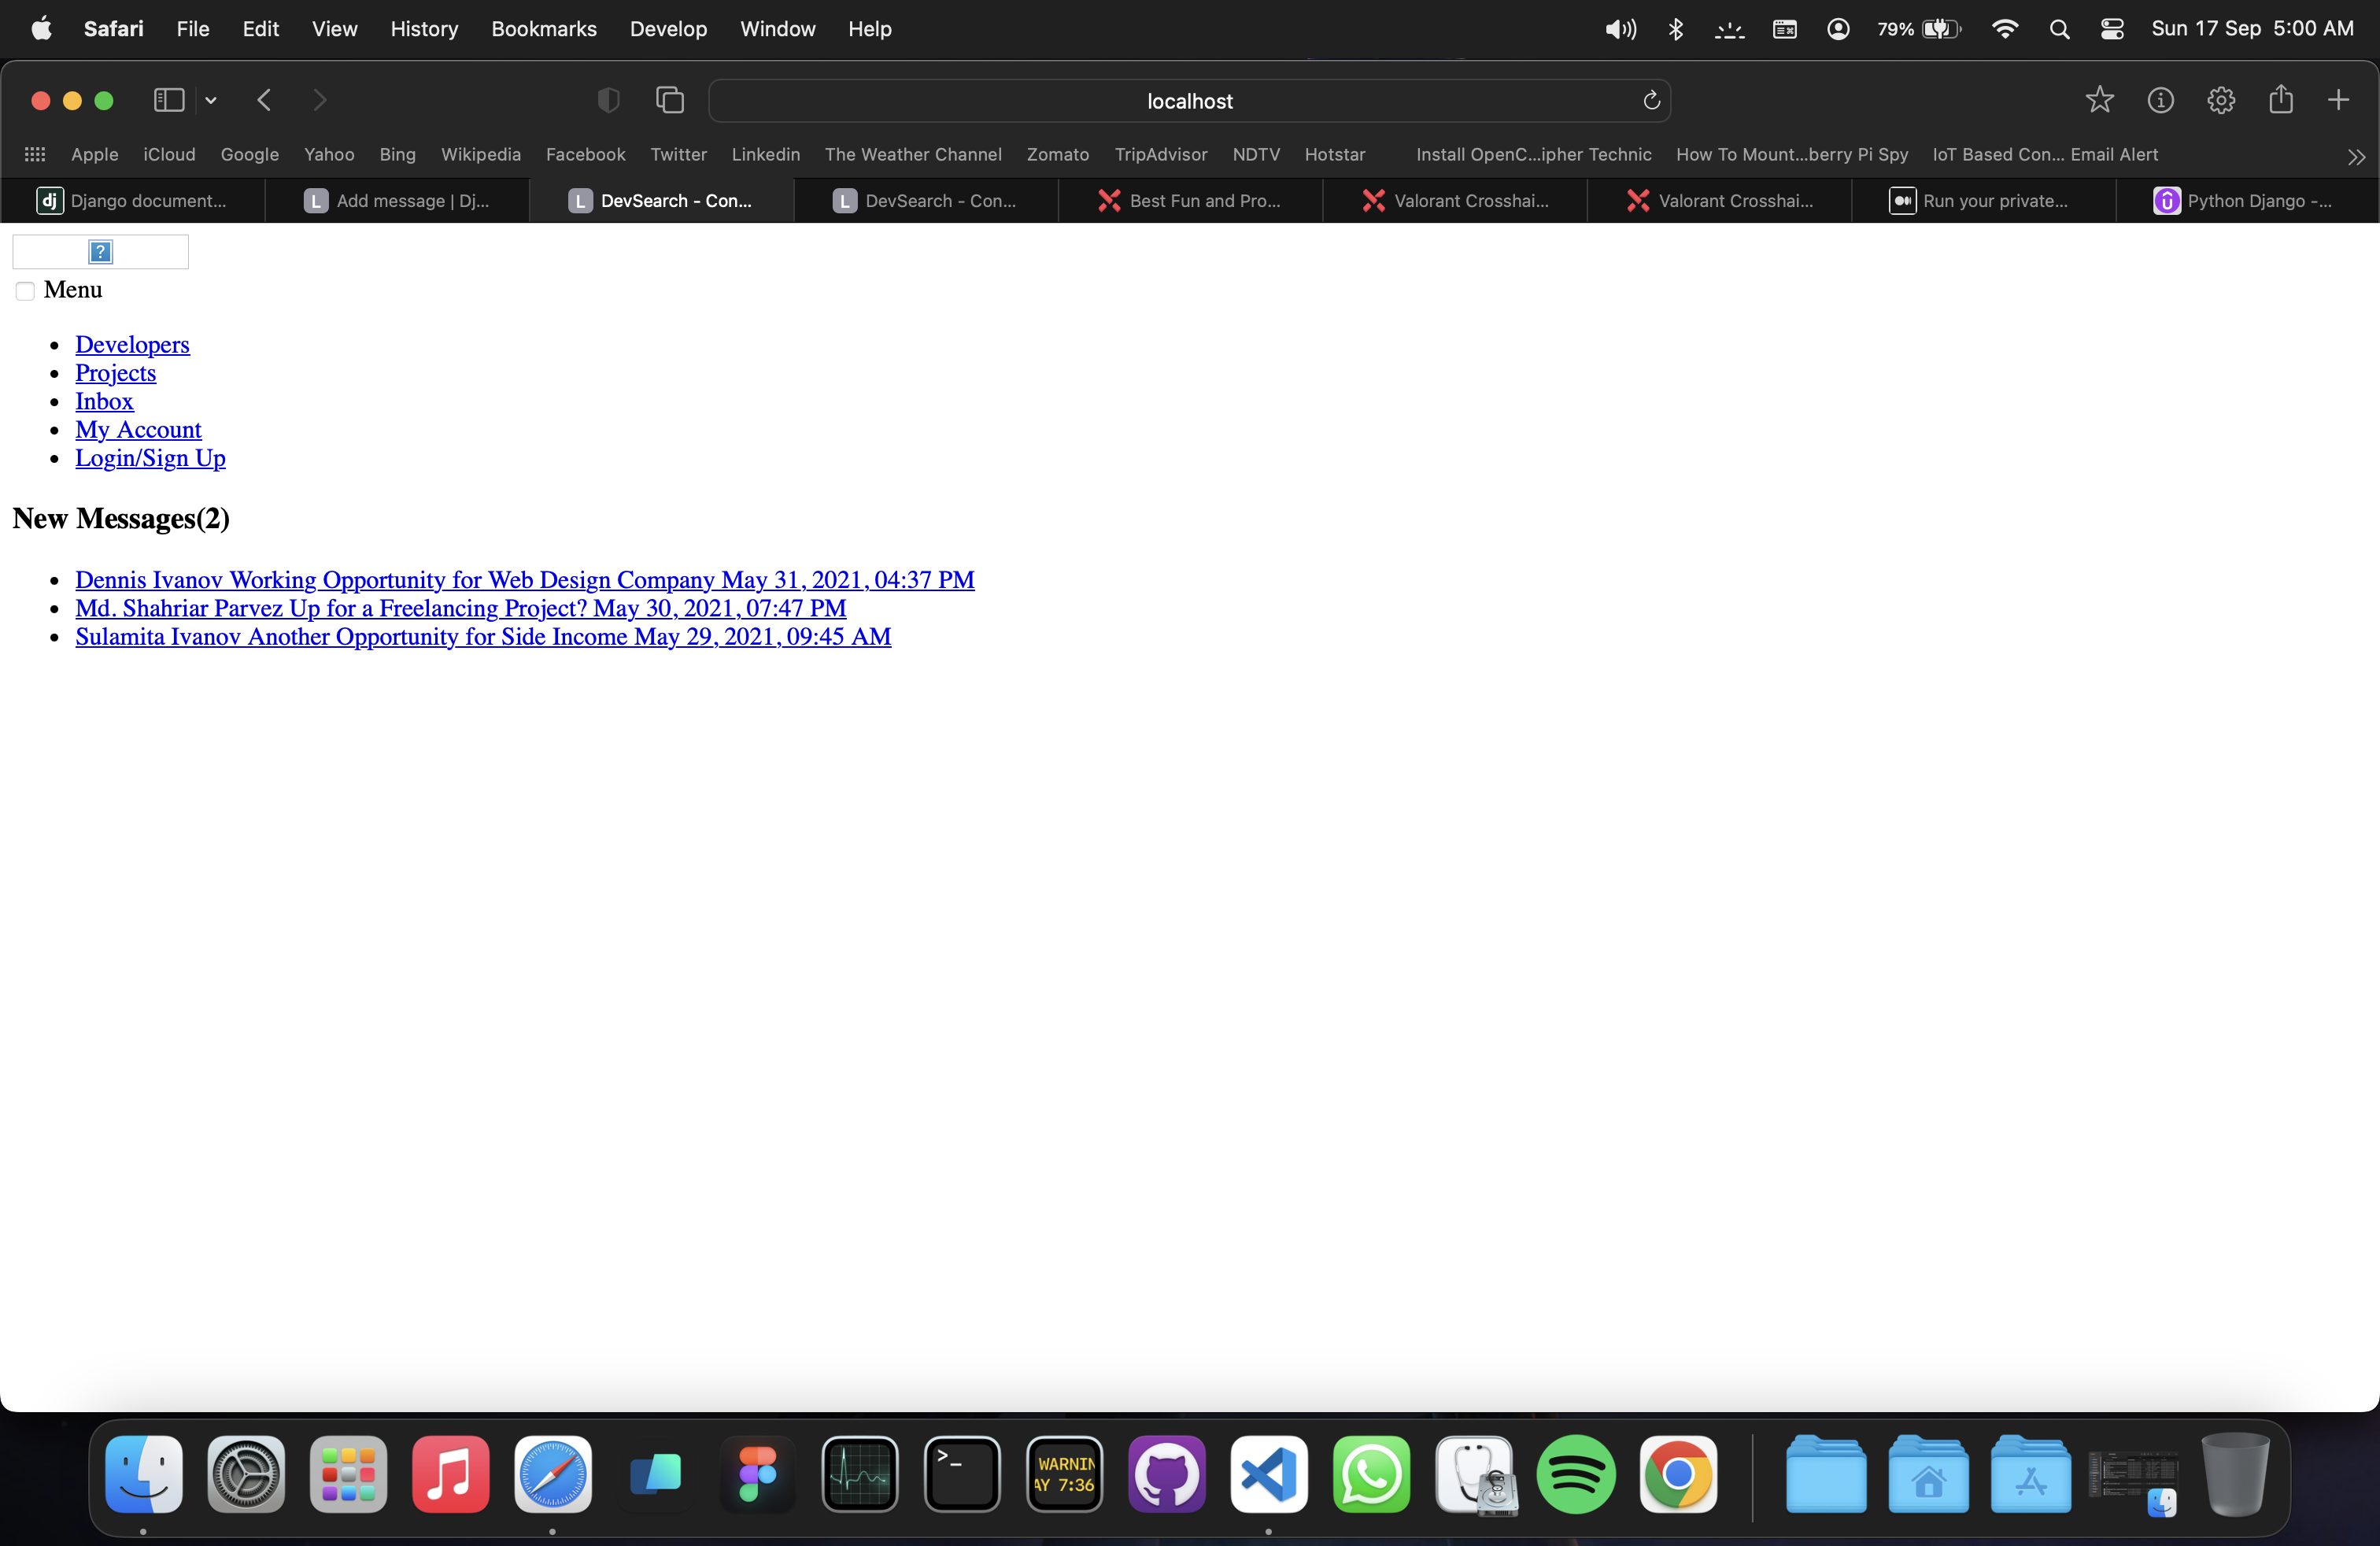 Safari File Edit View History Bookmarks Develop Window Help 79% Sun 17 Sep 5:00 AM
localhost
Apple iCloud Google Yahoo Bing Wikipedia Facebook Twitter Linkedin The Weather Channel Zomato TripAdvisor NDTV Hotstar Install OpenC...ipher Technic How To Mount...berry Pi Spy IoT Based Con... Email Alert
dj Django document... L Add message | Dj... L DevSearch - Con... L DevSearch - Con... Best Fun and Pro... Valorant Crosshai... Valorant Crosshai... Run your private... Python Django -...
?
Menu
Developers
Projects
Inbox
My Account
Login/Sign Up
New Messages(2)
Dennis Ivanov Working Opportunity for Web Design Company May 31, 2021, 04:37 PM
Md. Shahriar Parvez Up for a Freelancing Project? May 30, 2021, 07:47 PM
Sulamita Ivanov Another Opportunity for Side Income May 29, 2021, 09:45 AM
>_
WARNIN
AY 7:36